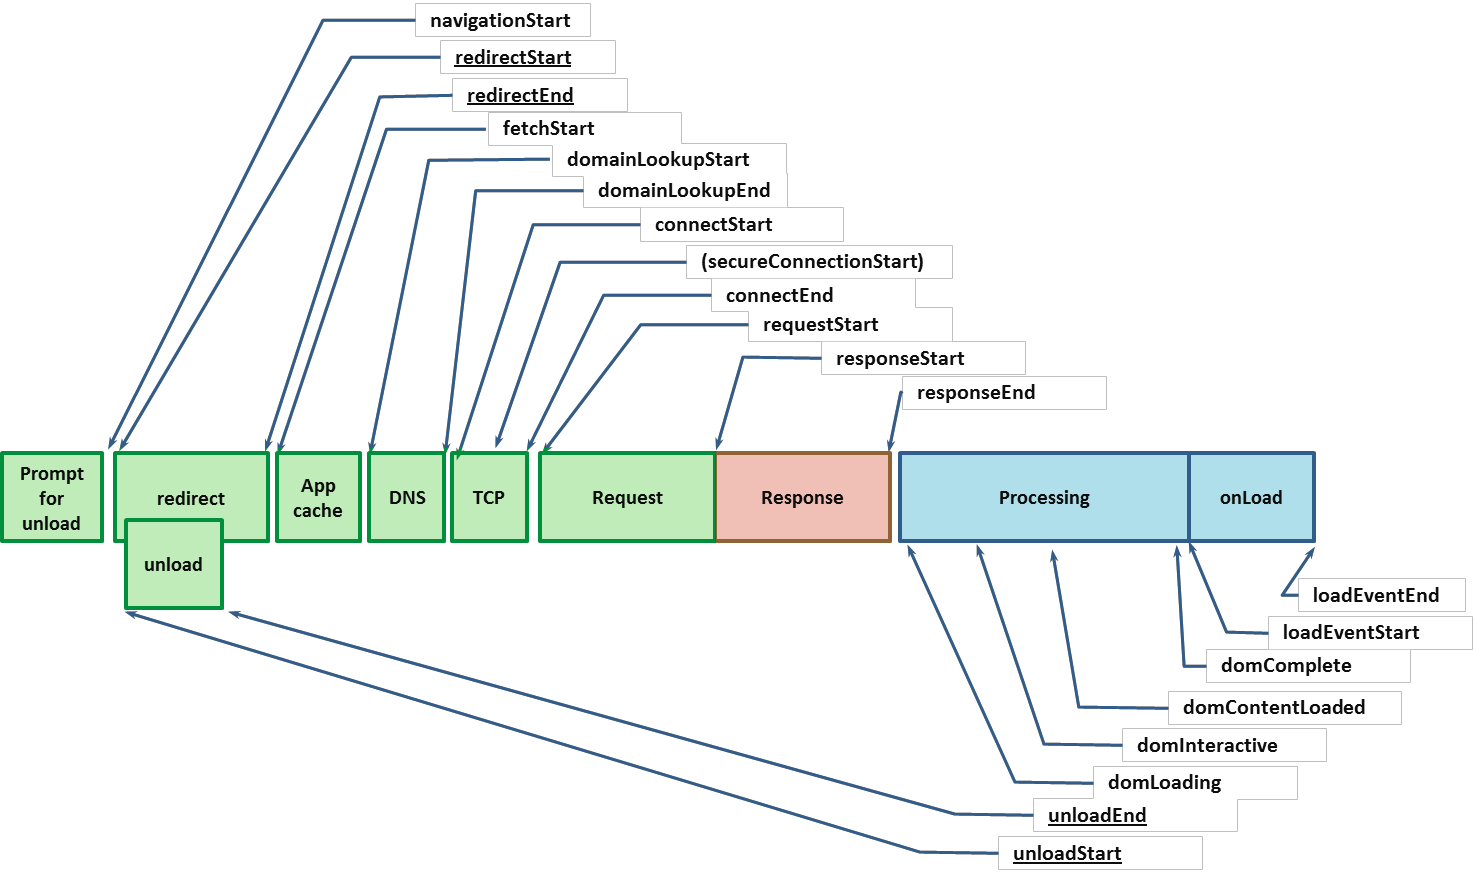 navigationStart
redirectStart
redirectEnd
fetchStart
domainLookupStart
domainLookupEnd
connectStart
(secureConnectionStart)
connectEnd
requestStart
responseStart
responseEnd
Prompt
for
unload
redirect
unload
App
cache
DNS
TCP
Request
Response
Processing
onLoad
loadEventEnd
loadEventStart
domComplete
domContentLoaded
domInteractive
domLoading
unloadEnd
unloadStart